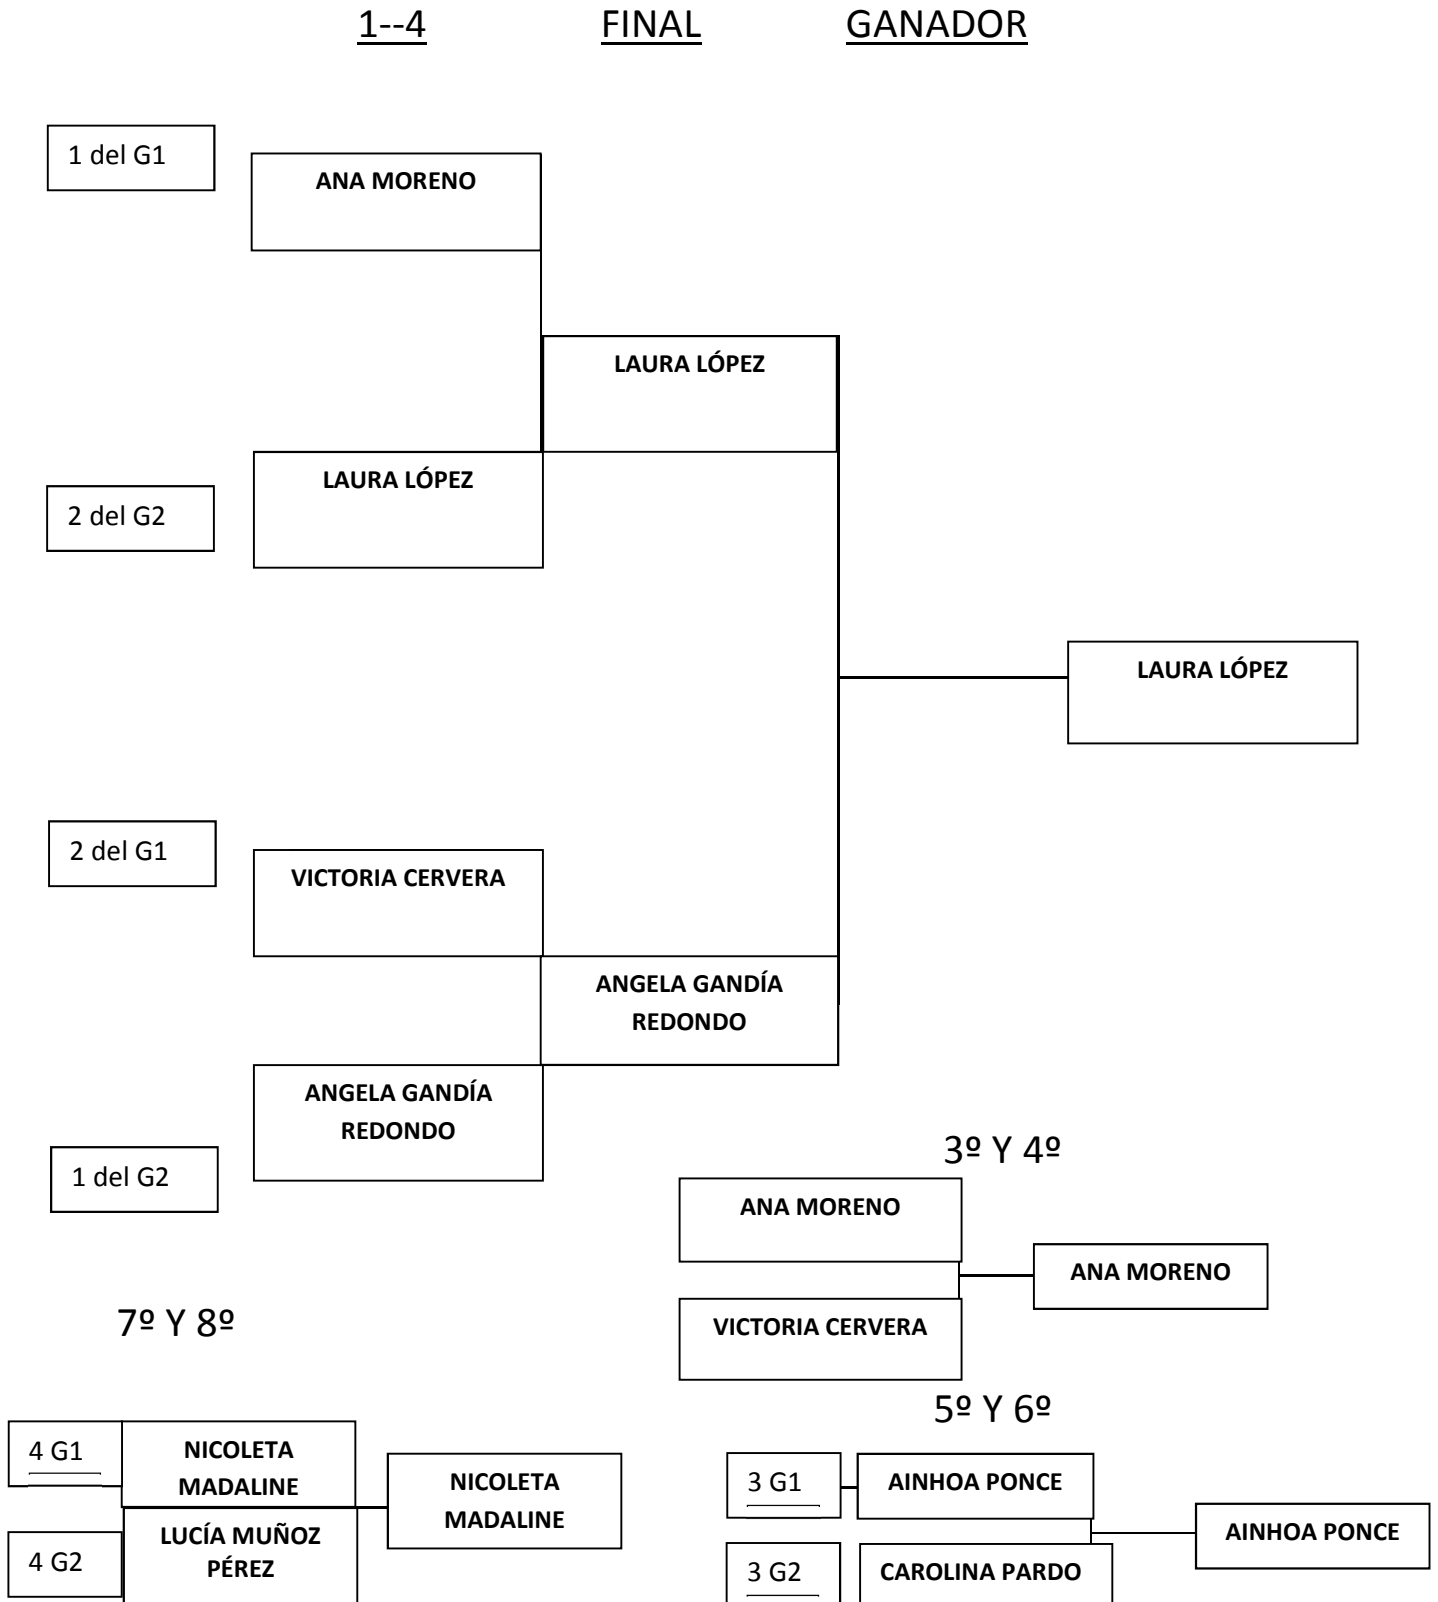 1--4 FINAL GANADOR
1 del G1
ANA MORENO
LAURA LÓPEZ
LAURA LÓPEZ
2 del G2
LAURA LÓPEZ
2 del G1
VICTORIA CERVERA
ANGELA GANDÍA
REDONDO
ANGELA GANDÍA
REDONDO
1 del G2
3º Y 4º
ANA MORENO
ANA MORENO
VICTORIA CERVERA
7º Y 8º
5º Y 6º
4 G1
NICOLETA
MADALINE
NICOLETA
MADALINE
4 G2
LUCÍA MUÑOZ
PÉREZ
3 G1
AINHOA PONCE
AINHOA PONCE
3 G2
CAROLINA PARDO